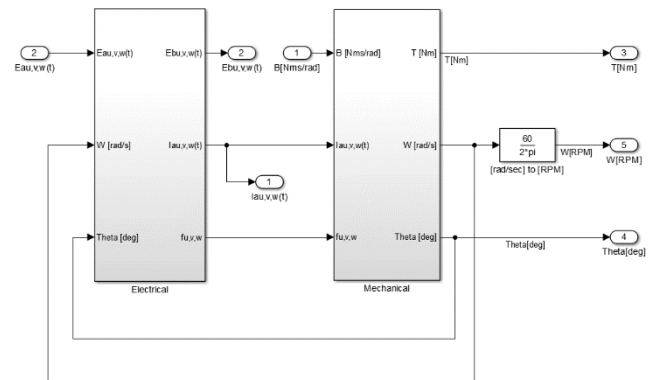 2
Eau,v,w(t)
Eau,v,w(t)
Ebu,v,w(t)
2
Ebu,v,w(t)
W [rad/s]
Iau,v,w(t)
1
Iau,v,w(t)
Theta [deg]
fu,v,w
Electrical
1
B[Nms/rad]
B [Nms/rad]
T [Nm]
T[Nm]
3
T[Nm]
Iau,v,w(t)
W [rad/s]
60
2*pi
[rad/sec] to [RPM]
W[RPM]
5
W[RPM]
fu,v,w
Theta [deg]
Theta[deg]
4
Theta[deg]
Mechanical